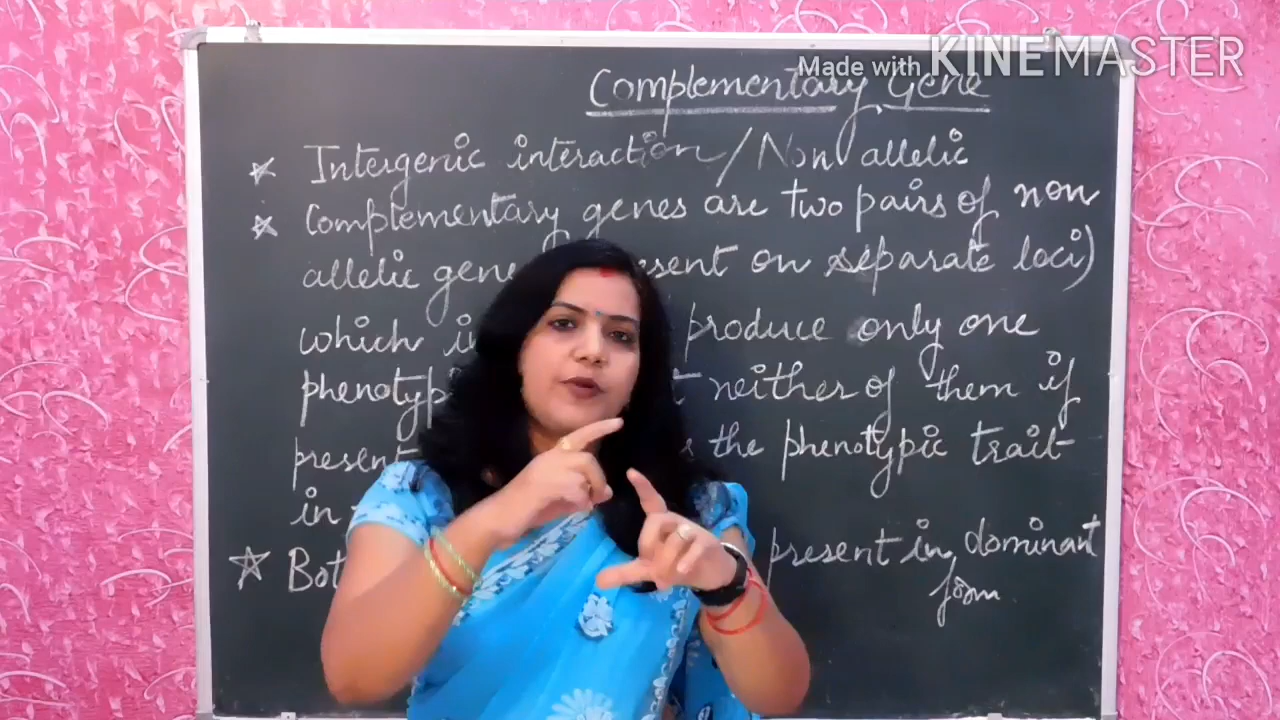 Made with KINEMASTER
Complementary Gene
Intergenic interaction / Non allelic
Complementary genes are two pairs of non
allelic gene esent on separate loci)
which produce only one
phenotyp neither of them if
present the phenotypic trait
in
Bot present in dominant
form